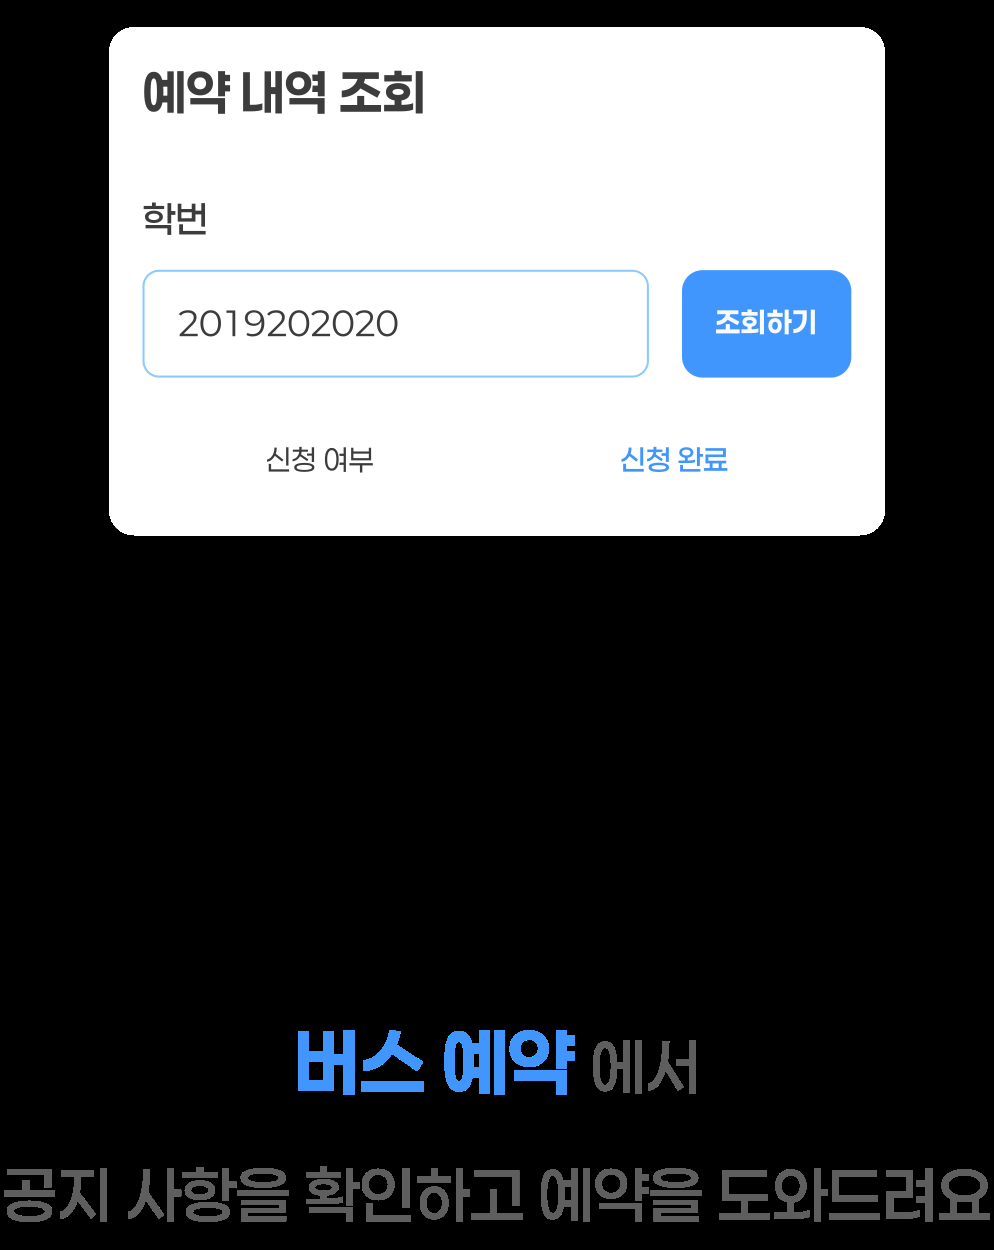 예약 내역 조회
학번
2019202020
조회하기
신청 여부
신청 완료
버스 예약 에서
공지 사항을 확인하고 예약을 도와드려요